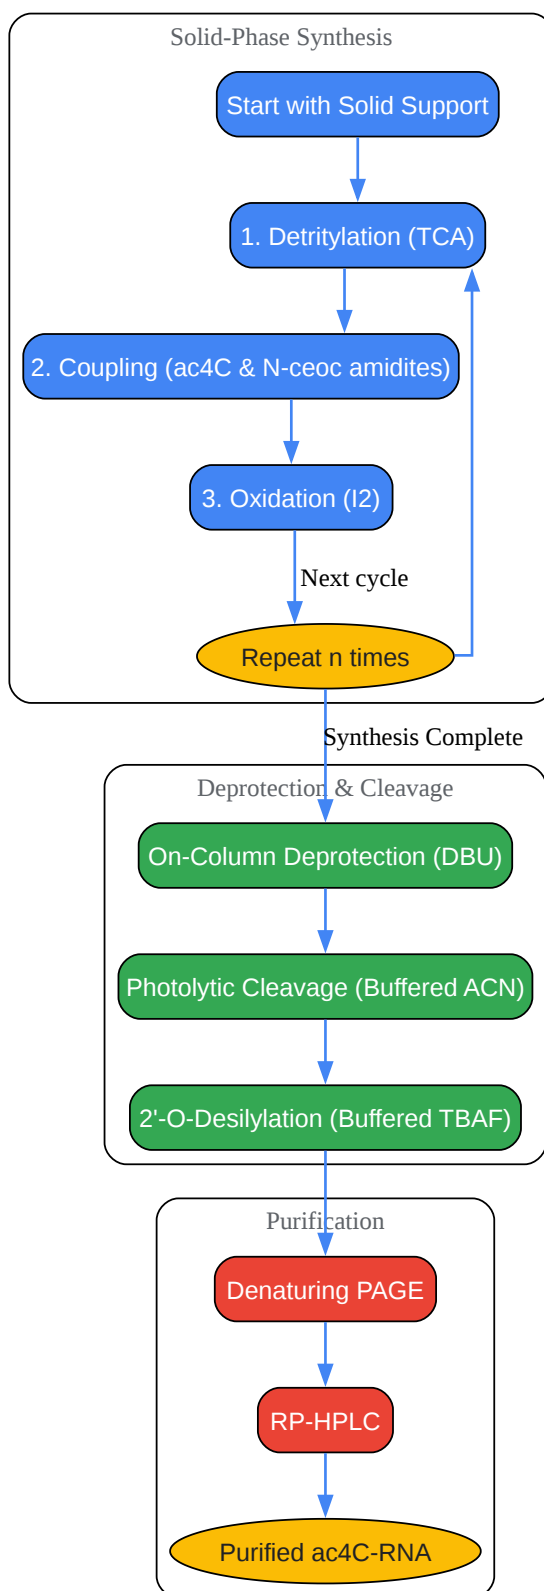 Solid-Phase Synthesis
Start with Solid Support
1. Detritylation (TCA)
2. Coupling (ac4C & N-ceoc amidites)
3. Oxidation (I2)
Next cycle
Repeat n times
Synthesis Complete
Deprotection & Cleavage
On-Column Deprotection (DBU)
Photolytic Cleavage (Buffered ACN)
2'-O-Desilylation (Buffered TBAF)
Purification
Denaturing PAGE
RP-HPLC
Purified ac4C-RNA